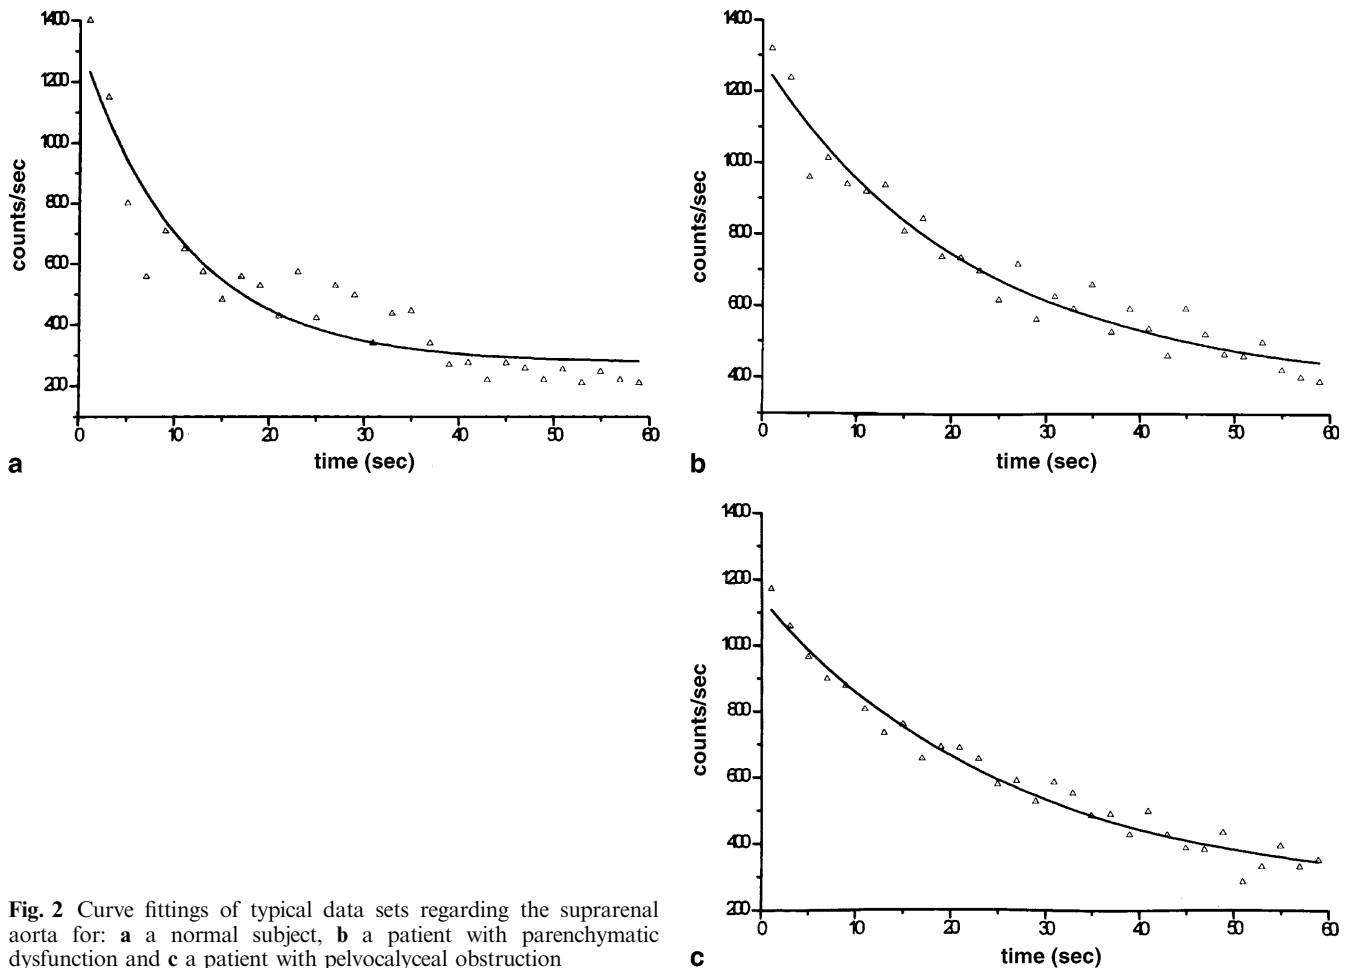 1400
1200
1000
800
600
400
200
counts/sec
0 10 20 30 40 50 60
time (sec)
a
1400
1200
1000
800
600
400
counts/sec
0 10 20 30 40 50 60
time (sec)
b
1400
1200
1000
800
600
400
200
counts/sec
0 10 20 30 40 50 60
time (sec)
c
Fig. 2 Curve fittings of typical data sets regarding the suprarenal
aorta for: a a normal subject, b a patient with parenchymatic
dysfunction and c a patient with pelvocalyceal obstruction